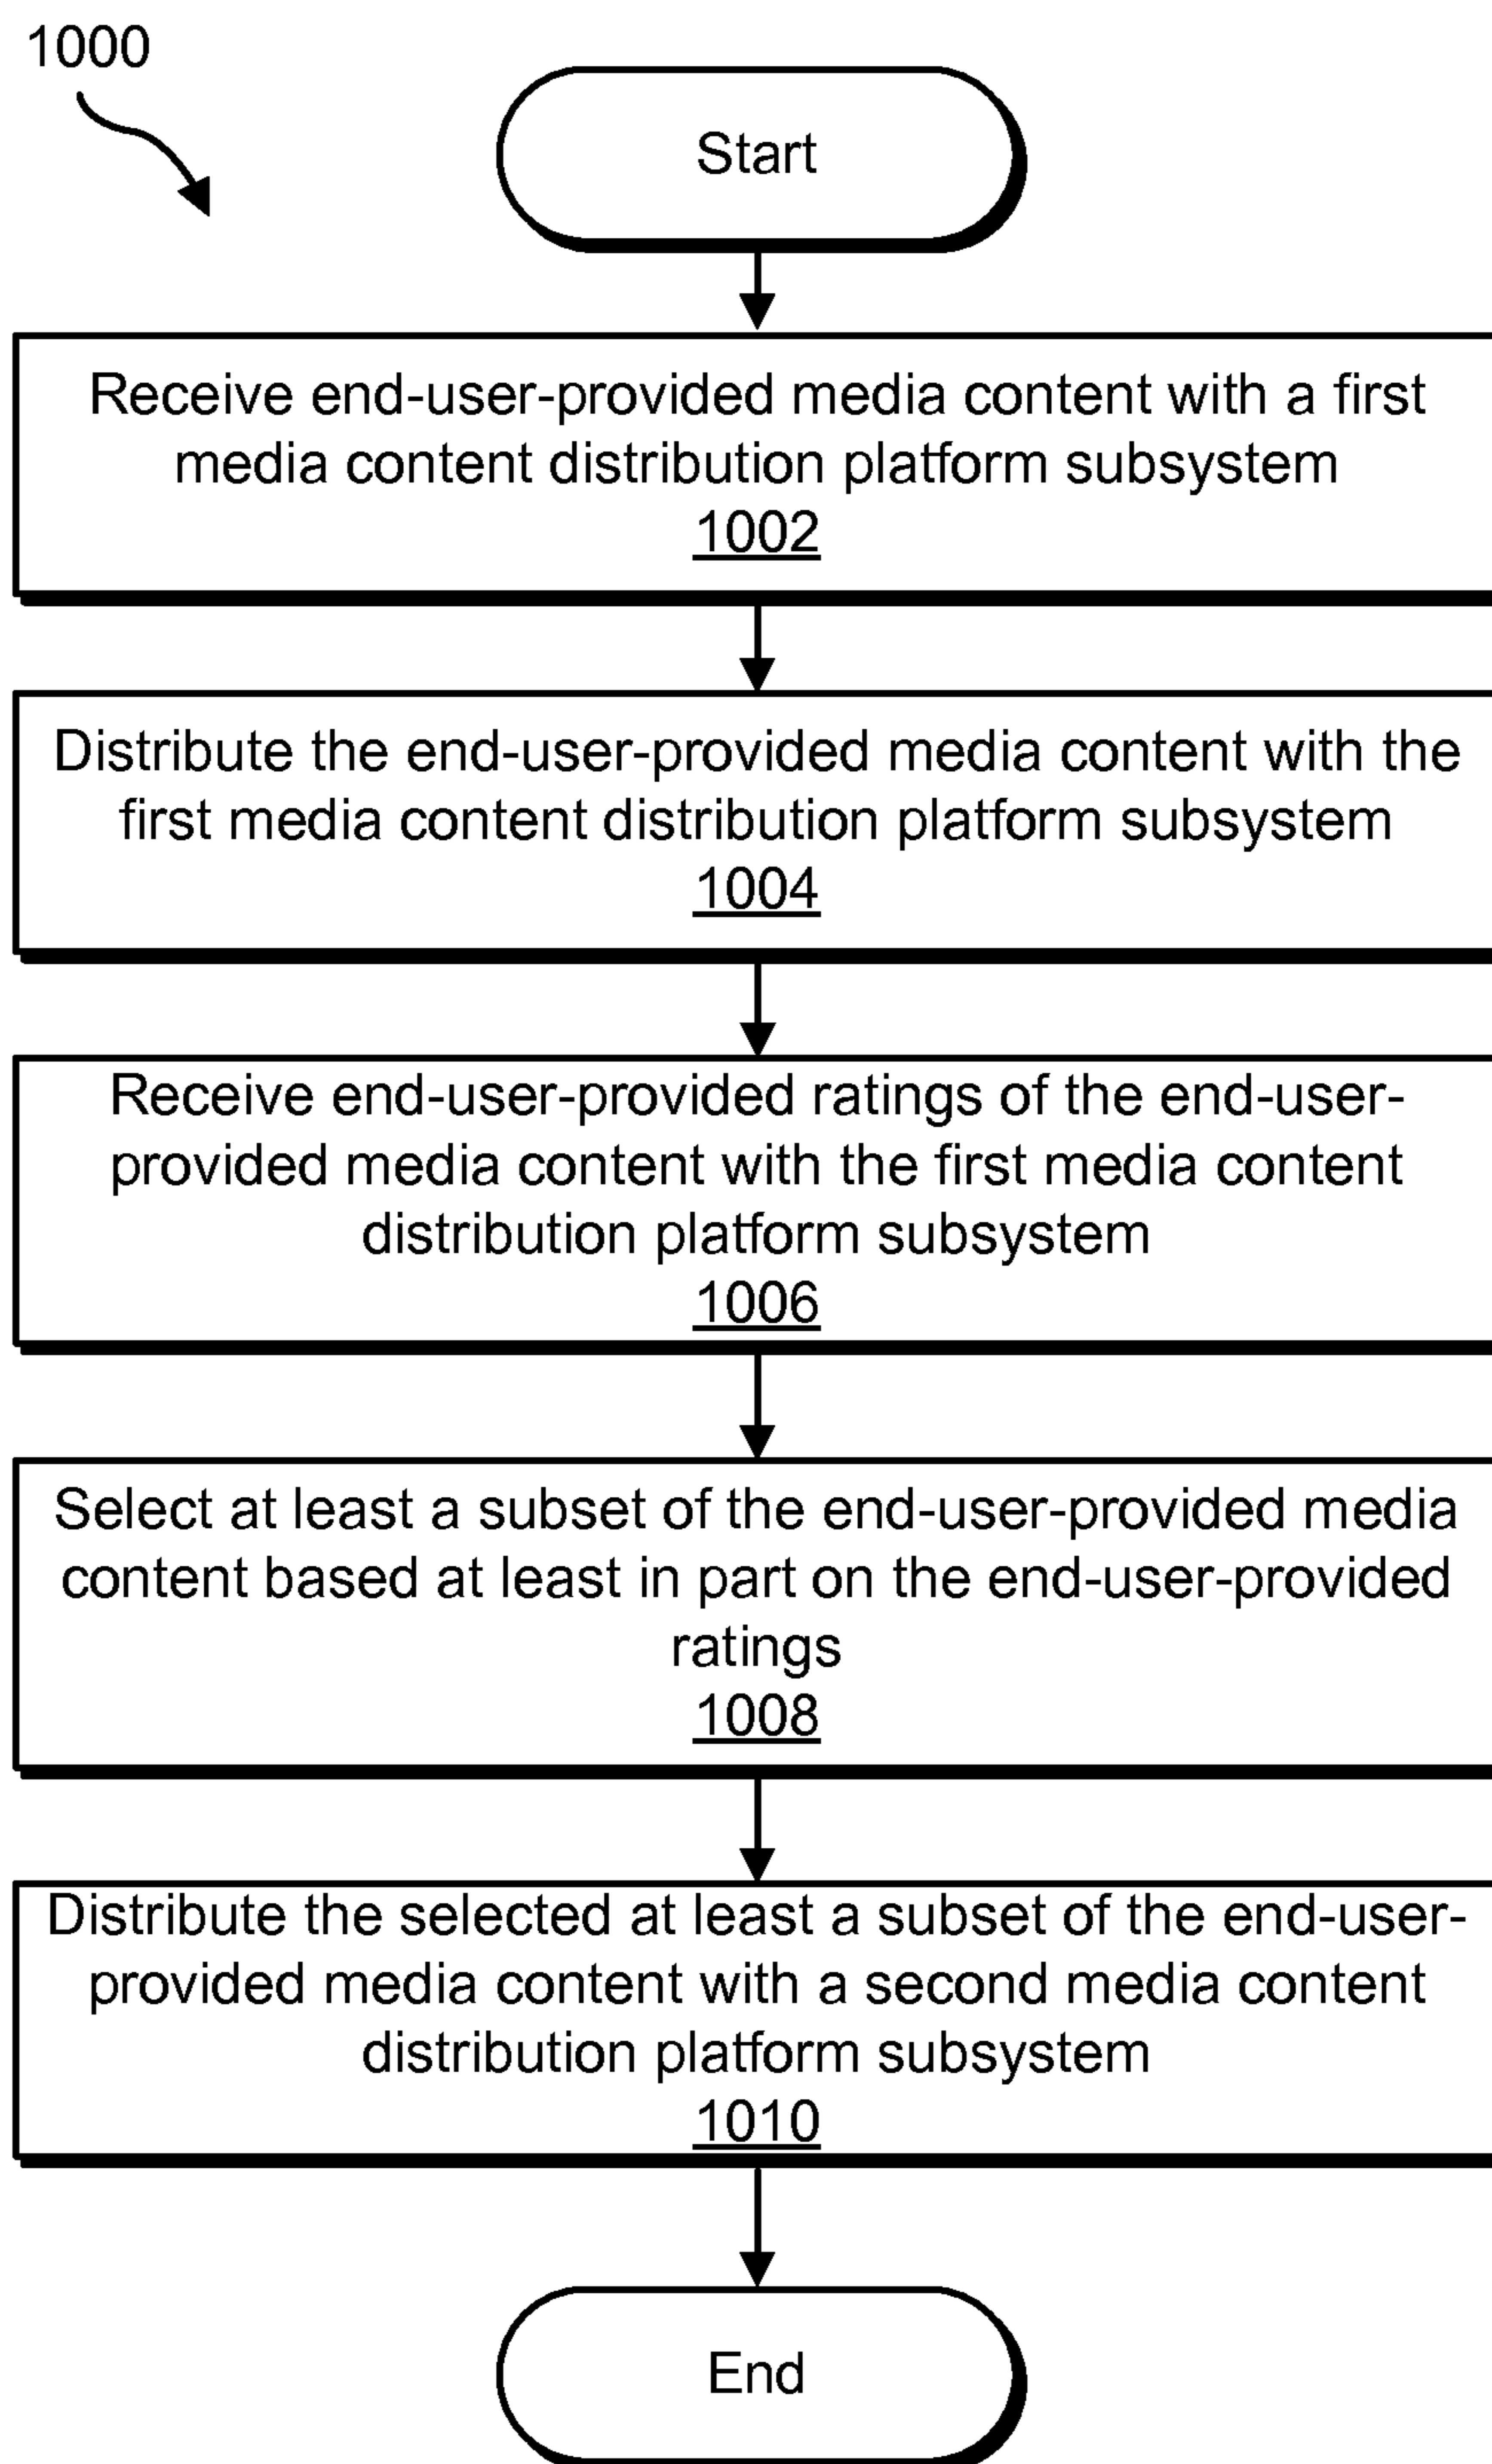 1000
Start
Receive end-user-provided media content with a first
media content distribution platform subsystem
1002
Distribute the end-user-provided media content with the
first media content distribution platform subsystem
1004
Receive end-user-provided ratings of the end-user-
provided media content with the first media content
distribution platform subsystem
1006
Select at least a subset of the end-user-provided media
content based at least in part on the end-user-provided
ratings
1008
Distribute the selected at least a subset of the end-user-
provided media content with a second media content
distribution platform subsystem
1010
End